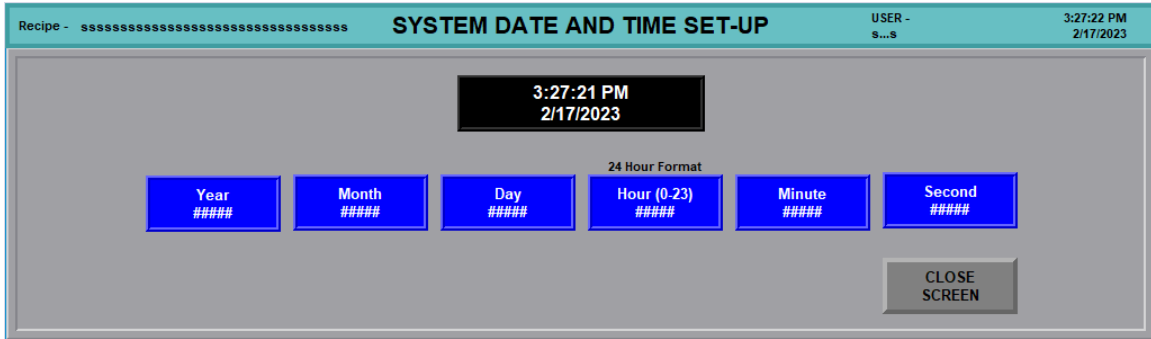 Recipe - ssssssssssssssssssssssssssssssssss
SYSTEM DATE AND TIME SET-UP
USER -
s...s
3:27:22 PM
2/17/2023
3:27:21 PM
2/17/2023
24 Hour Format
Year
#####
Month
#####
Day
#####
Hour (0-23)
#####
Minute
#####
Second
#####
CLOSE
SCREEN